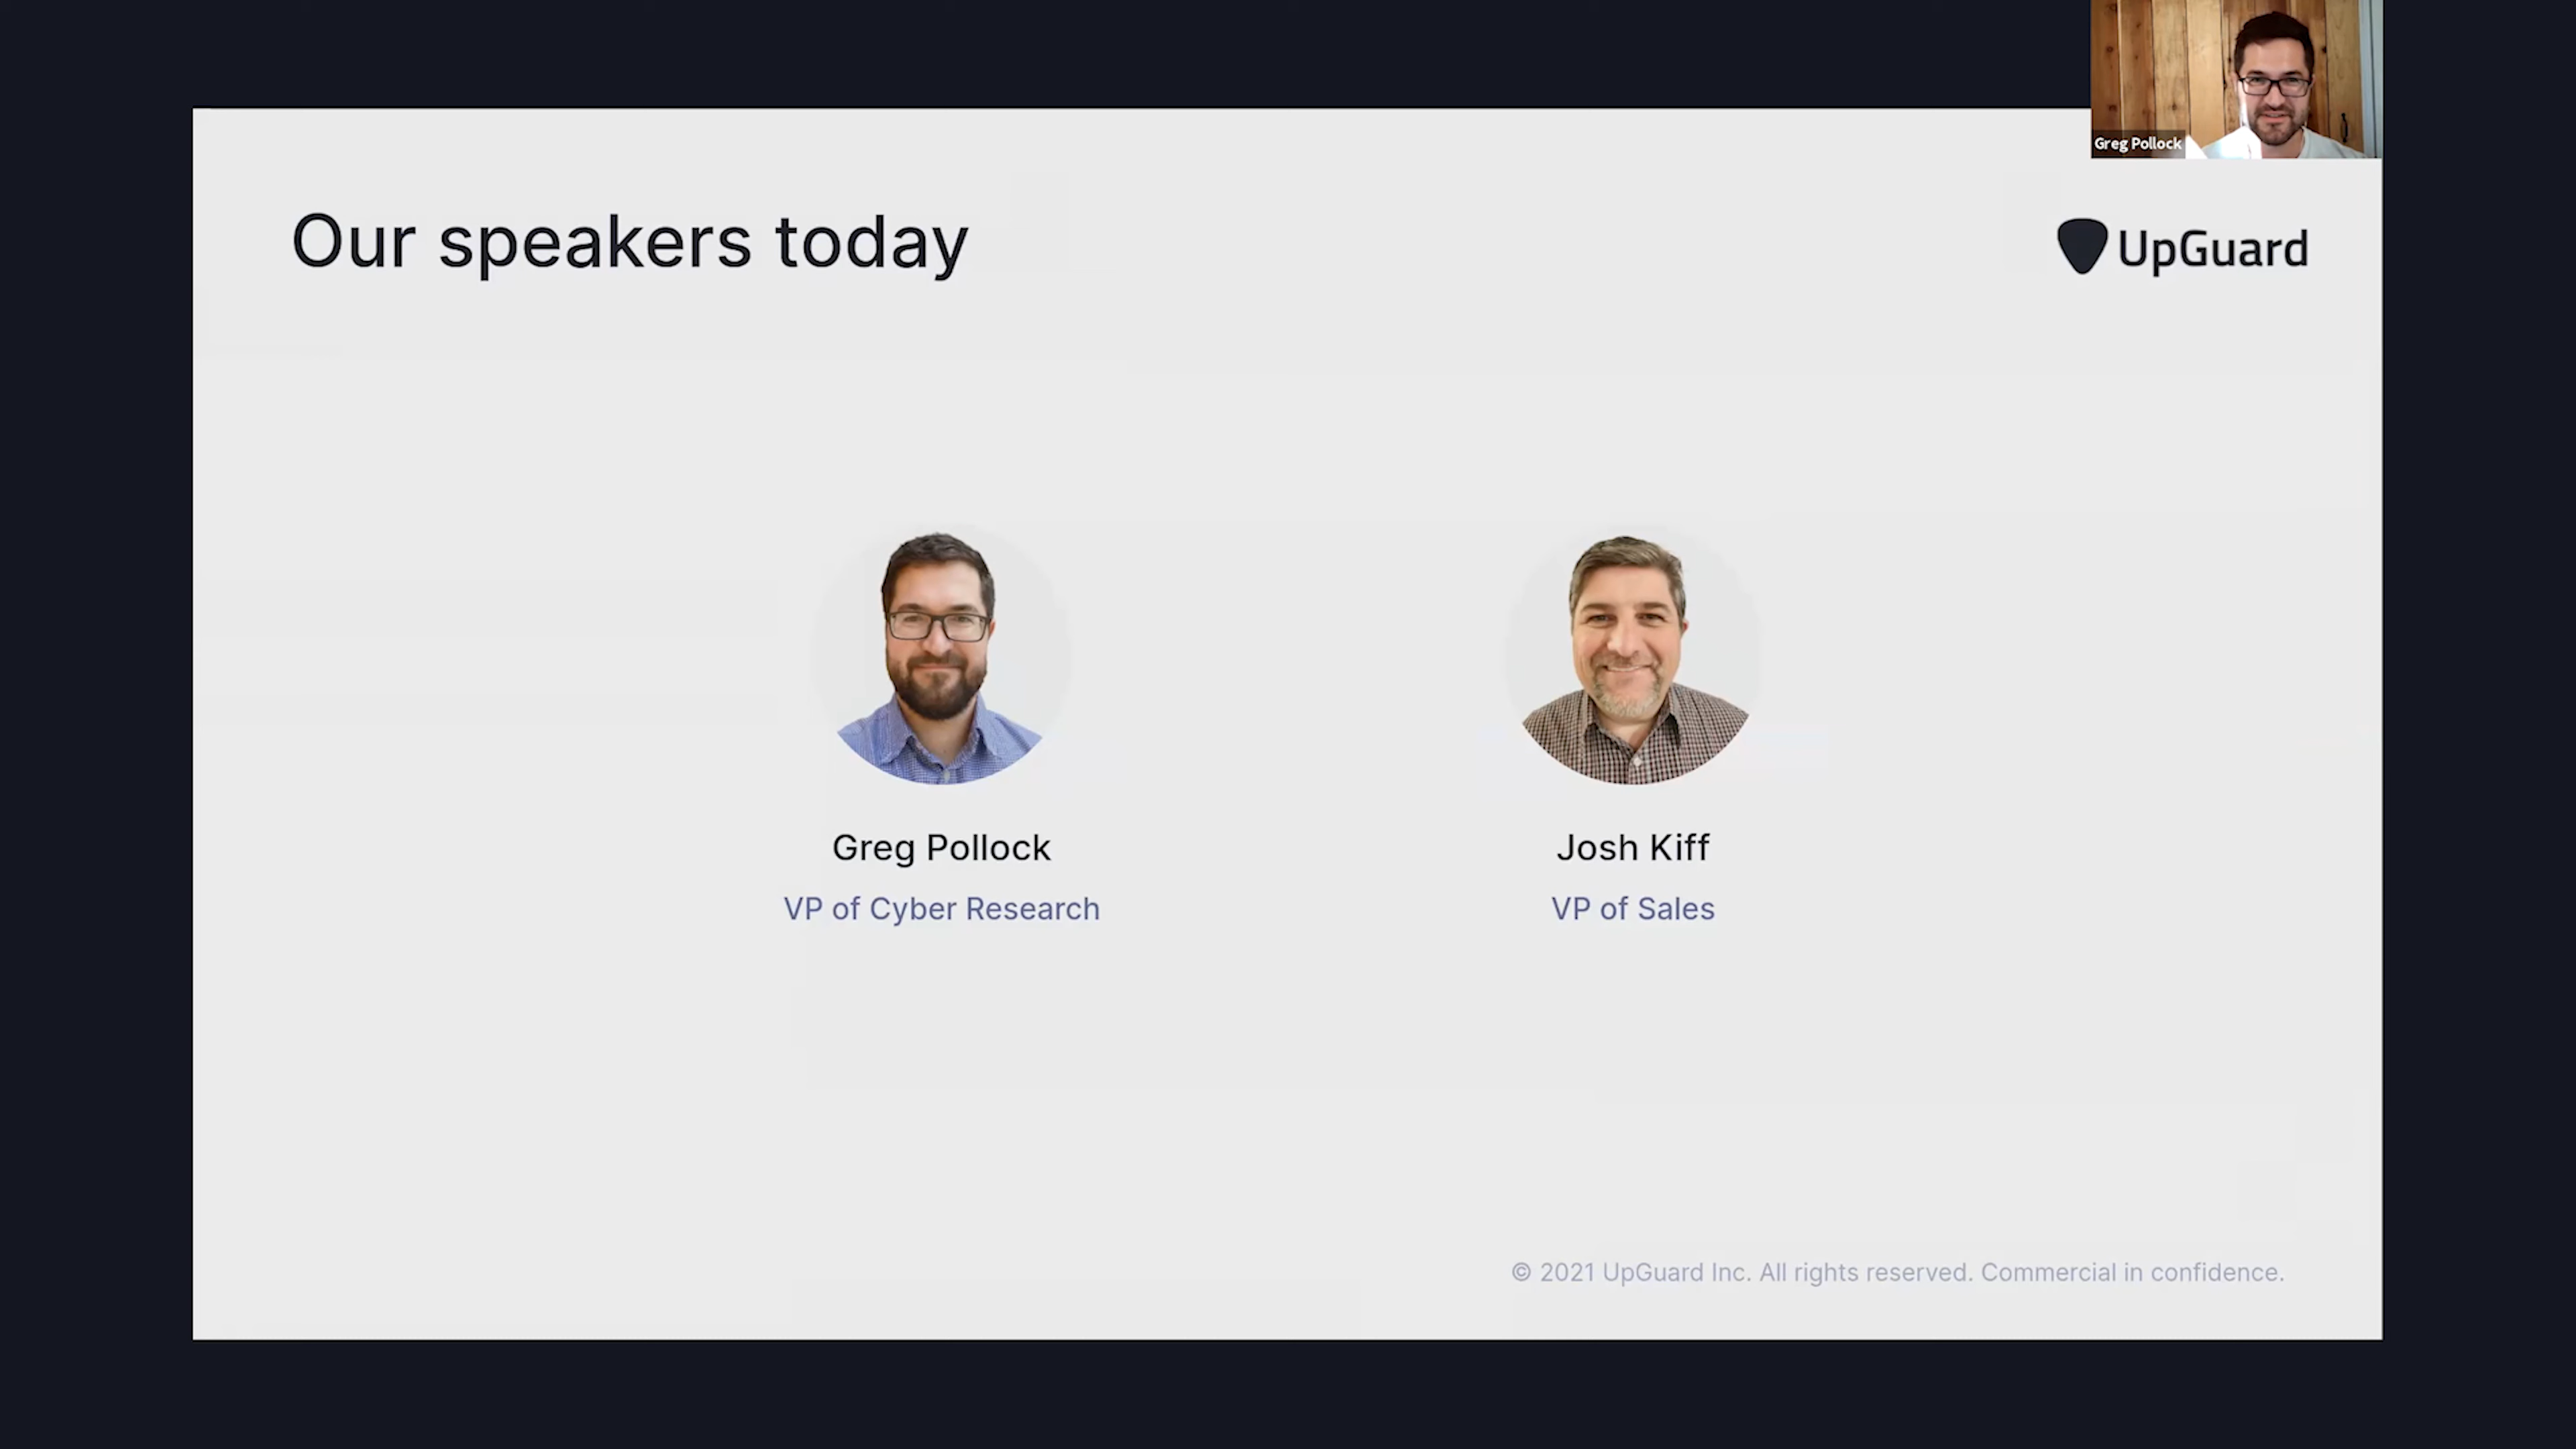 Greg Pollock
Our speakers today
UpGuard
Greg Pollock
VP of Cyber Research
Josh Kiff
VP of Sales
© 2021 UpGuard Inc. All rights reserved. Commercial in confidence.